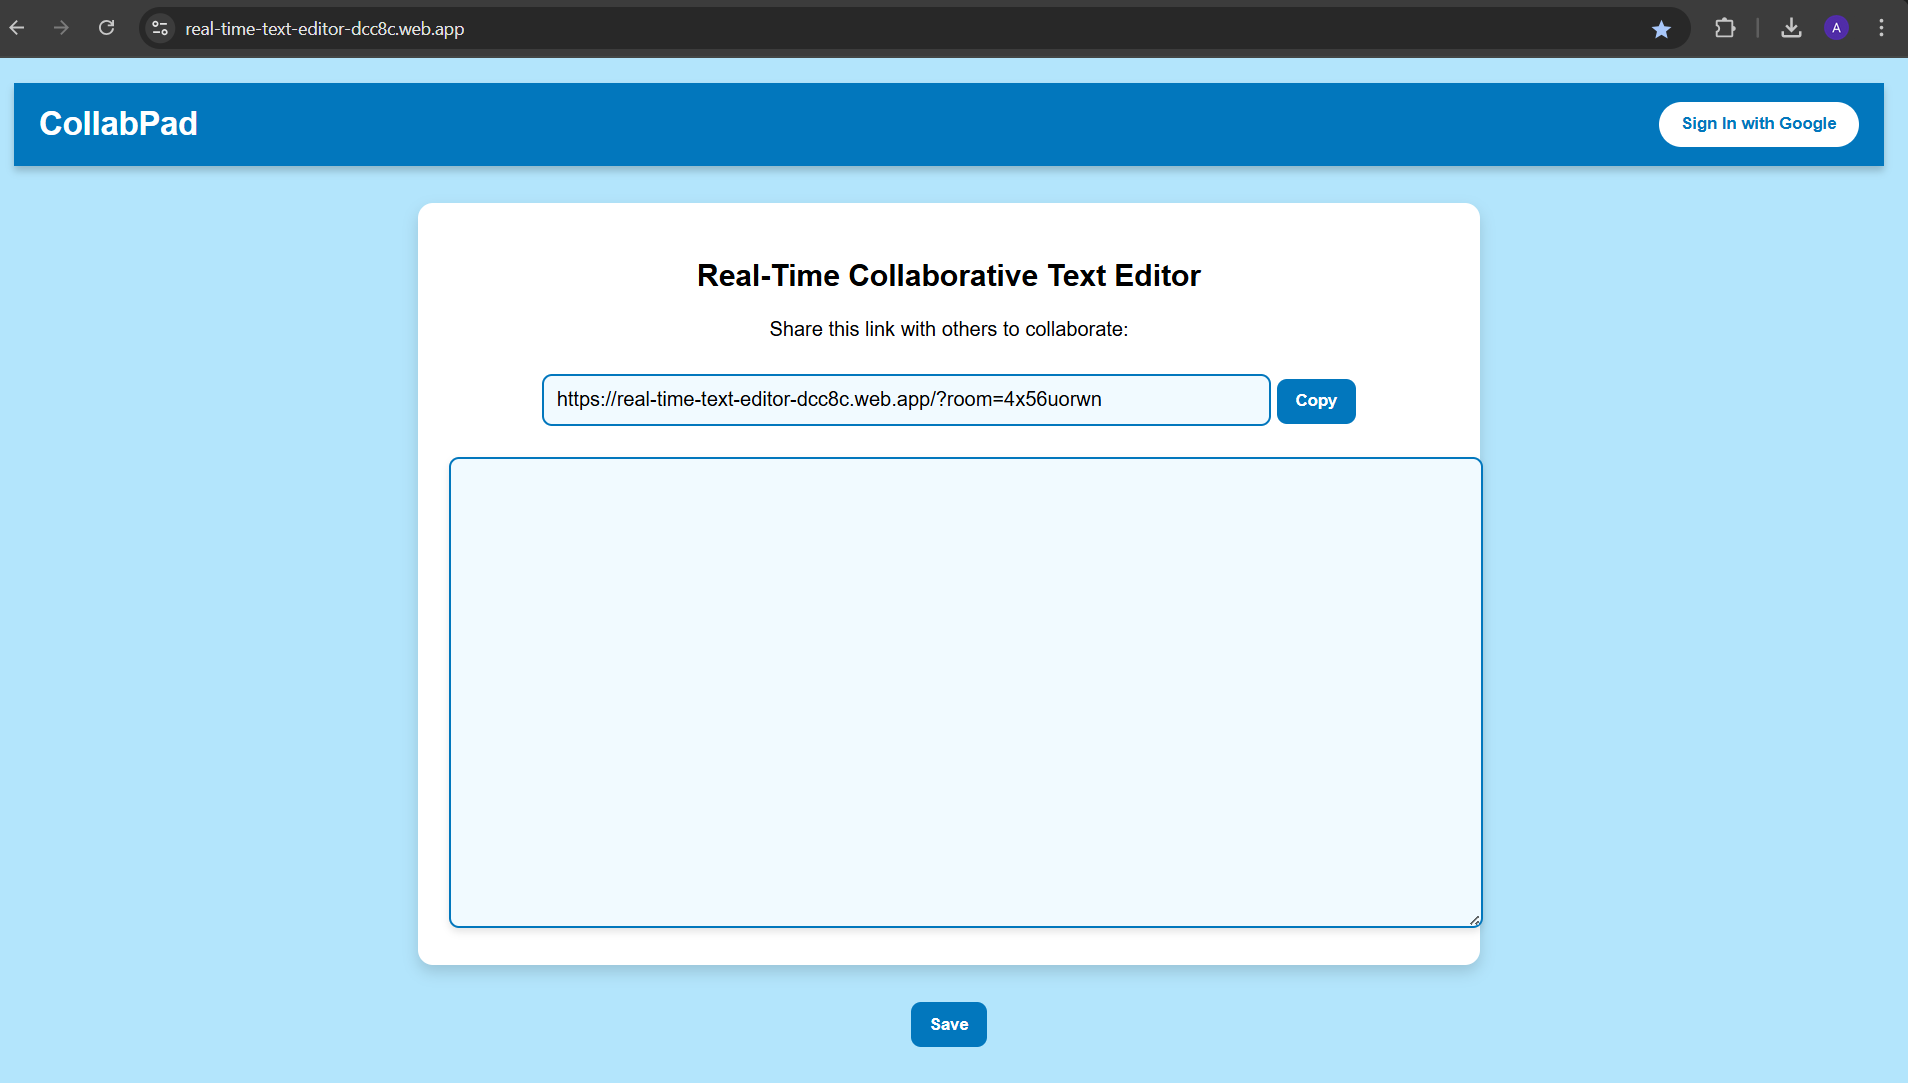 real-time-text-editor-dcc8c.web.app
A
CollabPad
Sign In with Google
Real-Time Collaborative Text Editor
Share this link with others to collaborate:
https://real-time-text-editor-dcc8c.web.app/?room=4x56uorwn
Copy
Save